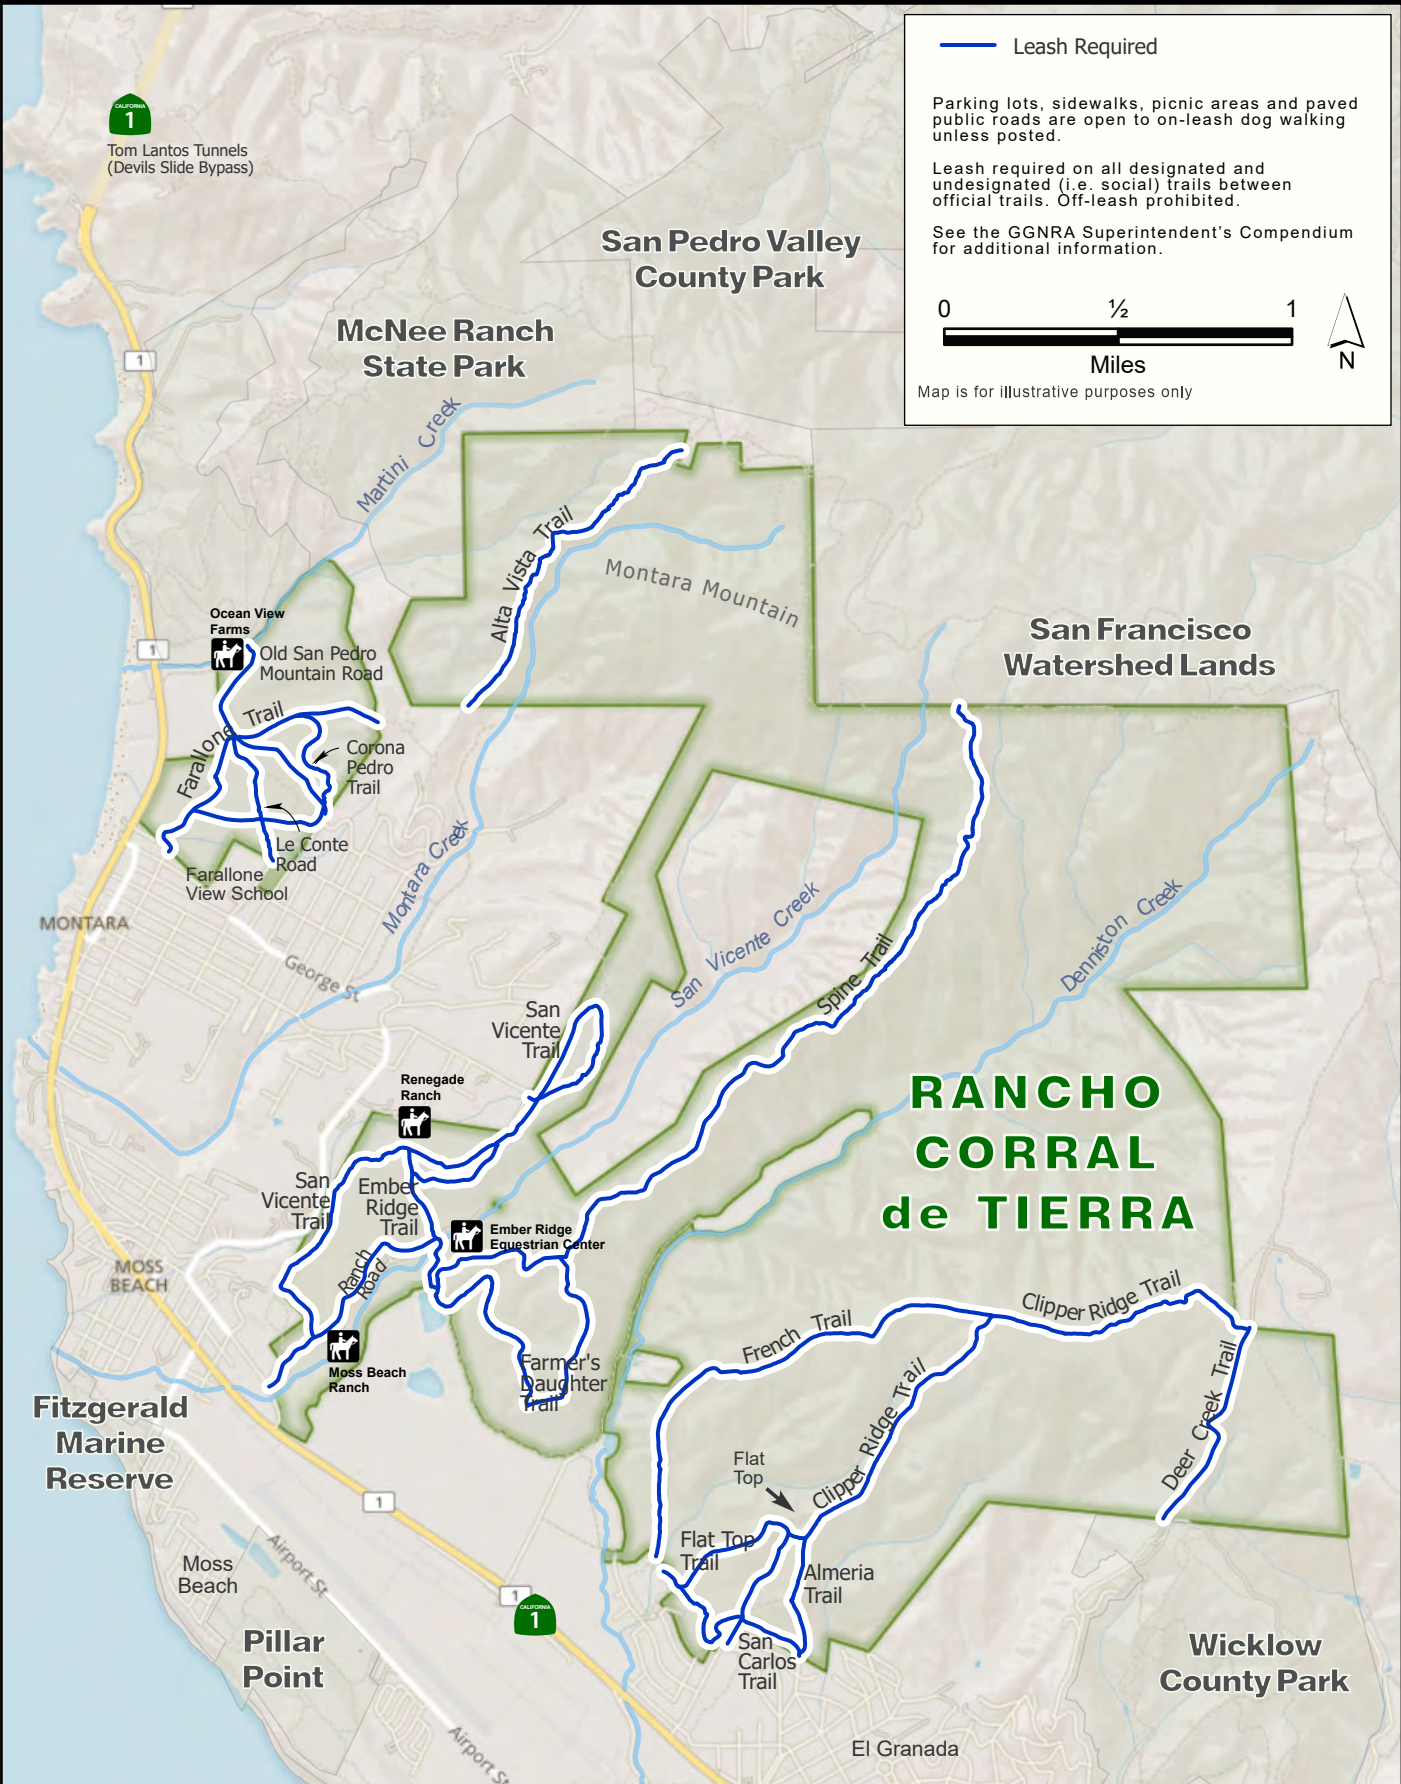 Leash Required
Parking lots, sidewalks, picnic areas and paved
public roads are open to on-leash dog walking
unless posted.
Leash required on all designated and
undesignated (i.e. social) trails between
official trails. Off-leash prohibited.
See the GGNRA Superintendent's Compendium
for additional information.
0 ½ 1
Miles
N
Map is for illustrative purposes only
CALIFORNIA
1
Tom Lantos Tunnels
(Devils Slide Bypass)
San Pedro Valley
County Park
McNee Ranch
State Park
1
Martini Creek
Alta Vista Trail
Montara Mountain
Ocean View
Farms
1
Old San Pedro
Mountain Road
San Francisco
Watershed Lands
Farallone Trail
Corona
Pedro
Trail
Le Conte
Road
Farallone
View School
Montara Creek
MONTARA
George St
San Vicente Creek
Spine Trail
Denniston Creek
San
Vicente
Trail
Renegade
Ranch
RANCHO
CORRAL
de TIERRA
San
Vicente
Trail
Ember
Ridge
Trail
Ember Ridge
Equestrian Center
Ranch
Road
MOSS
BEACH
Moss Beach
Ranch
Farmer's
Daughter
Trail
French Trail
Clipper Ridge Trail
Clipper Ridge Trail
Deer Creek Trail
Fitzgerald
Marine
Reserve
1
Flat
Top
Flat Top
Trail
Almeria
Trail
San
Carlos
Trail
Moss
Beach
Airport St
1
CALIFORNIA
1
Pillar
Point
Wicklow
County Park
Airport St
El Granada